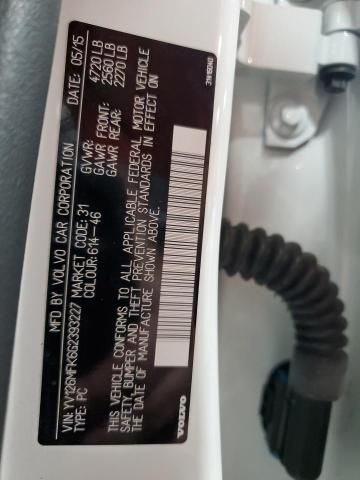 MFD BY VOLVO CAR CORPORATION DATE: 05/15
MARKET CODE: 31 GVWR: 4720 LB
COLOUR: 614-46 GAWR FRONT: 2560 LB
GAWR REAR: 2270 LB
VIN: YV126MFK6G2393227
TYPE: PC
THIS VEHICLE CONFORMS TO ALL APPLICABLE FEDERAL MOTOR VEHICLE
SAFETY, BUMPER AND THEFT PREVENTION STANDARDS IN EFFECT ON
THE DATE OF MANUFACTURE SHOWN ABOVE.
VOLVO